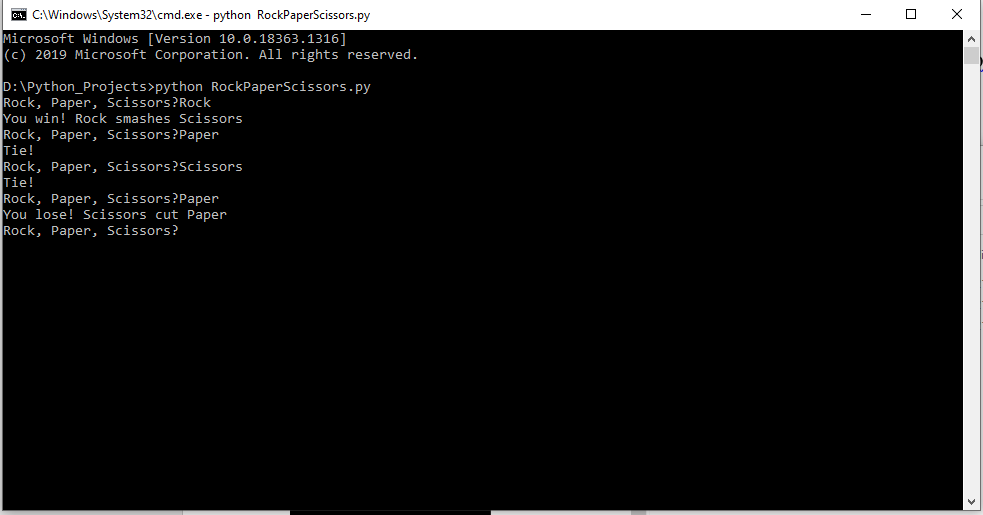 C:\Windows\System32\cmd.exe - python  RockPaperScissors.py
Microsoft Windows [Version 10.0.18363.1316]
(c) 2019 Microsoft Corporation. All rights reserved.
D:\Python_Projects>python RockPaperScissors.py
Rock, Paper, Scissors?Rock
You win! Rock smashes Scissors
Rock, Paper, Scissors?Paper
Tie!
Rock, Paper, Scissors?Scissors
Tie!
Rock, Paper, Scissors?Paper
You lose! Scissors cut Paper
Rock, Paper, Scissors?